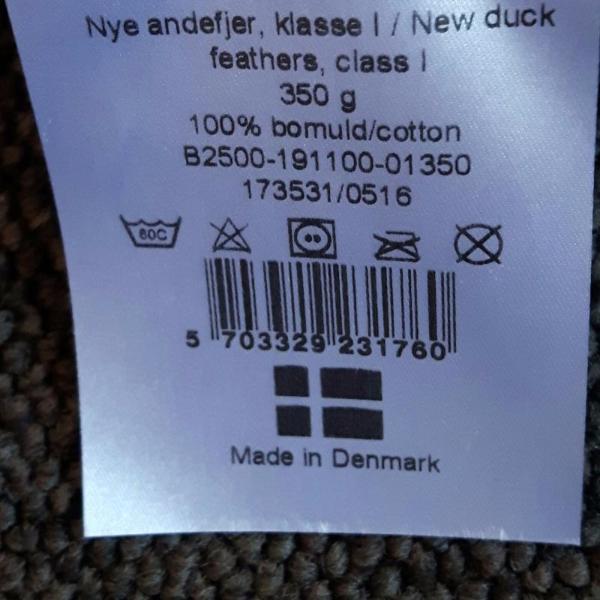 Nye andefjer, klasse I / New duck
feathers, class I
350 g
100% bomuld/cotton
B2500-191100-01350
173531/0516
60C
5 703329 231760
Made in Denmark